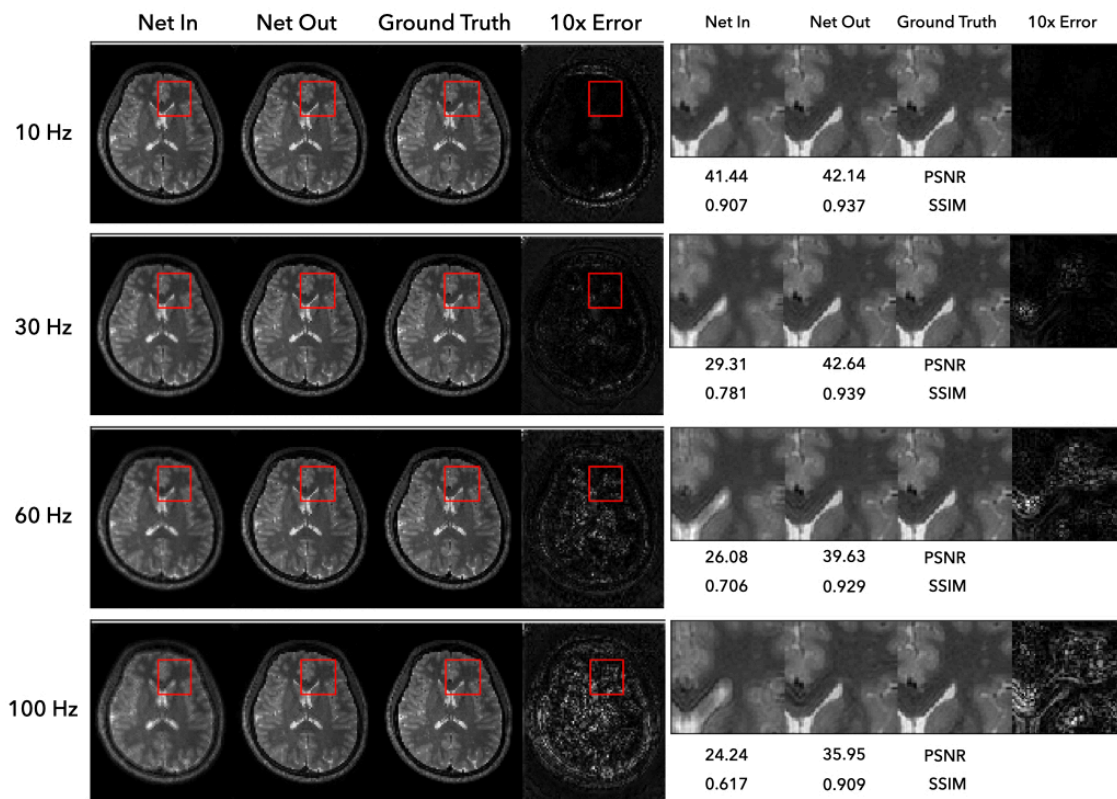 Net In Net Out Ground Truth 10x Error Net In Net Out Ground Truth 10x Error
10 Hz
41.44 42.14 PSNR
0.907 0.937 SSIM
30 Hz
29.31 42.64 PSNR
0.781 0.939 SSIM
60 Hz
26.08 39.63 PSNR
0.706 0.929 SSIM
100 Hz
24.24 35.95 PSNR
0.617 0.909 SSIM